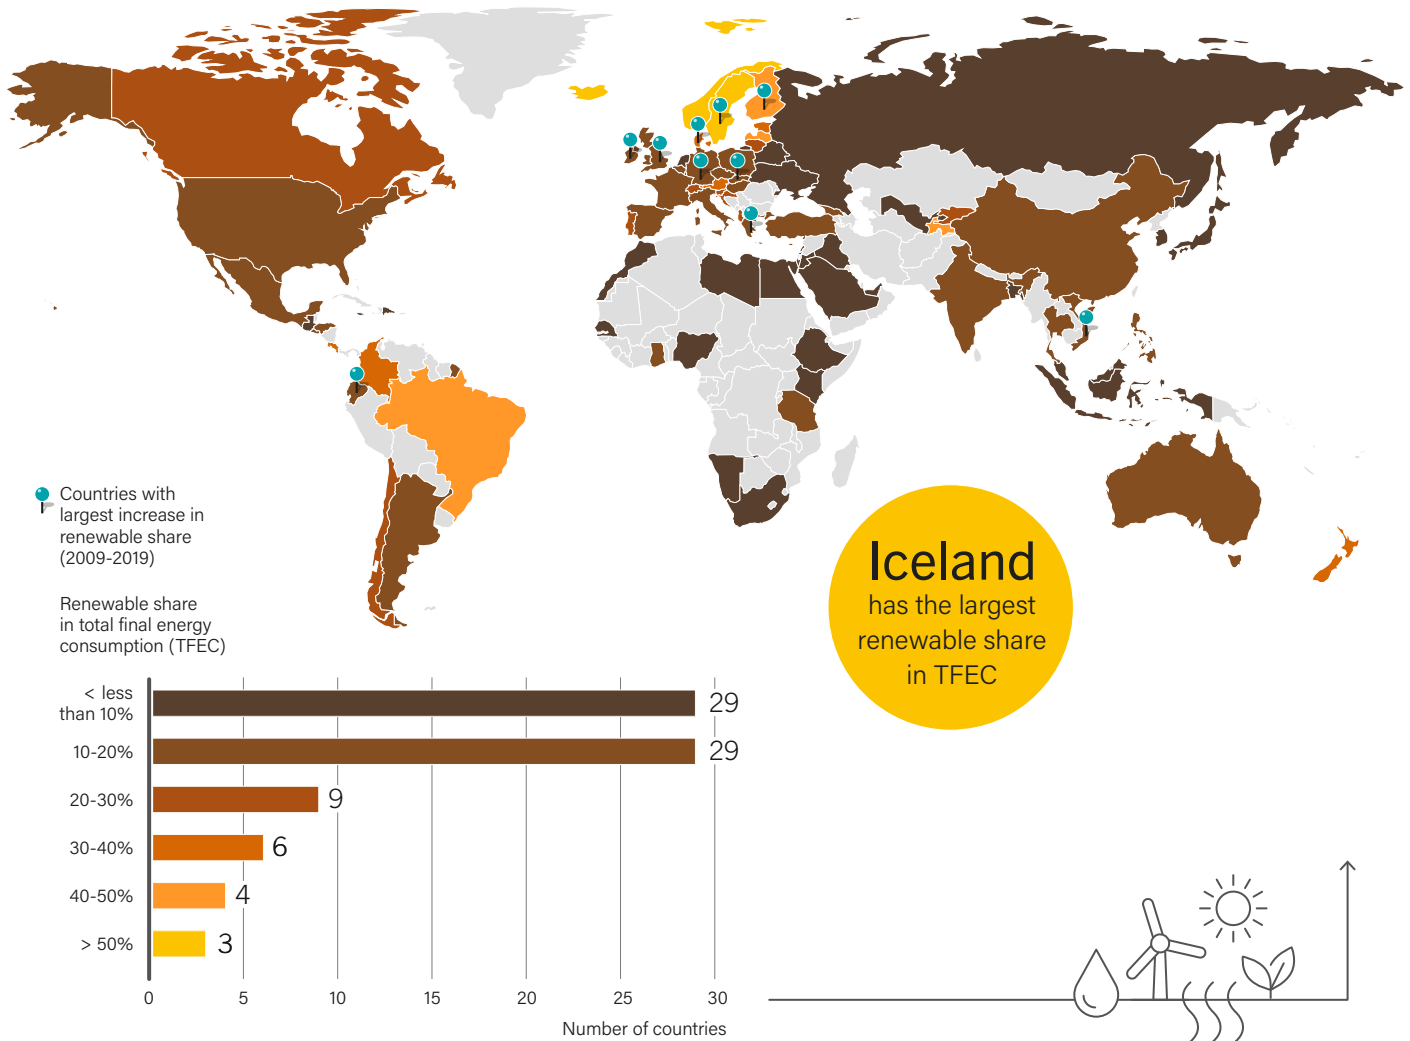 Countries with
largest increase in
renewable share
(2009-2019)
Renewable share
in total final energy
consumption (TFEC)
Iceland
has the largest
renewable share
in TFEC
< less
than 10%
29
10-20%
29
20-30%
9
30-40%
6
40-50%
4
> 50%
3
0 5 10 15 20 25 30
Number of countries